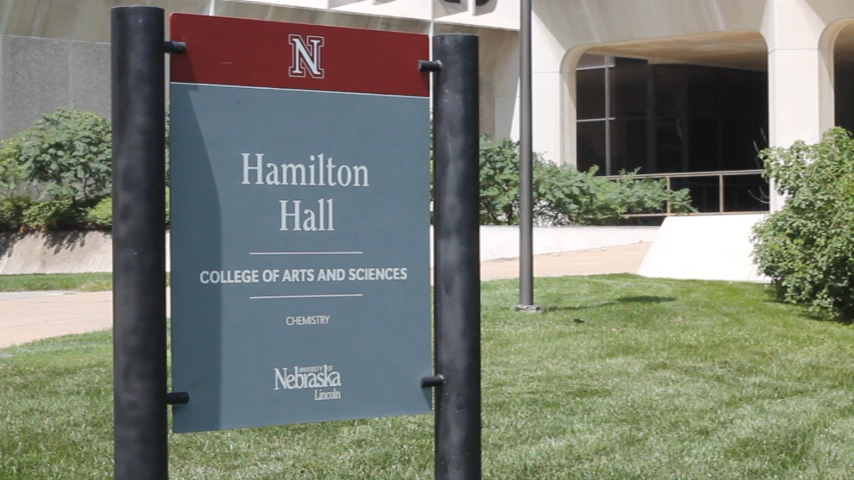 N
Hamilton
Hall
COLLEGE OF ARTS AND SCIENCES
CHEMISTRY
UNIVERSITY OF
Nebraska
Lincoln